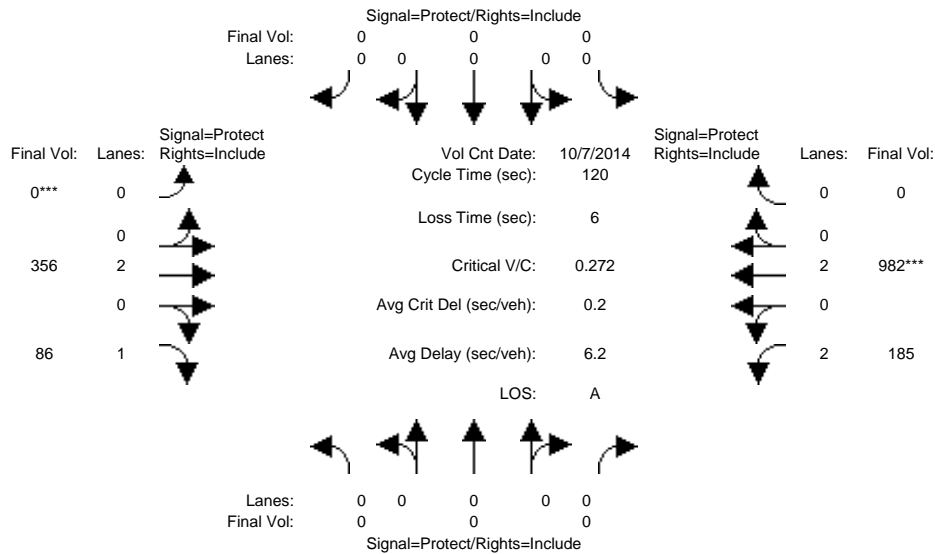 Signal=Protect/Rights=Include
Final Vol: 0 0 0
Lanes: 0 0 0 0 0
Signal=Protect Signal=Protect
Final Vol: Lanes: Rights=Include Vol Cnt Date: 10/7/2014 Rights=Include Lanes: Final Vol:
Cycle Time (sec): 120
0*** 0 0 0
Loss Time (sec): 6
0 0
356 2 Critical V/C: 0.272 2 982***
0 Avg Crit Del (sec/veh): 0.2 0
86 1 Avg Delay (sec/veh): 6.2 2 185
LOS: A
Lanes: 0 0 0 0 0
Final Vol: 0 0 0
Signal=Protect/Rights=Include